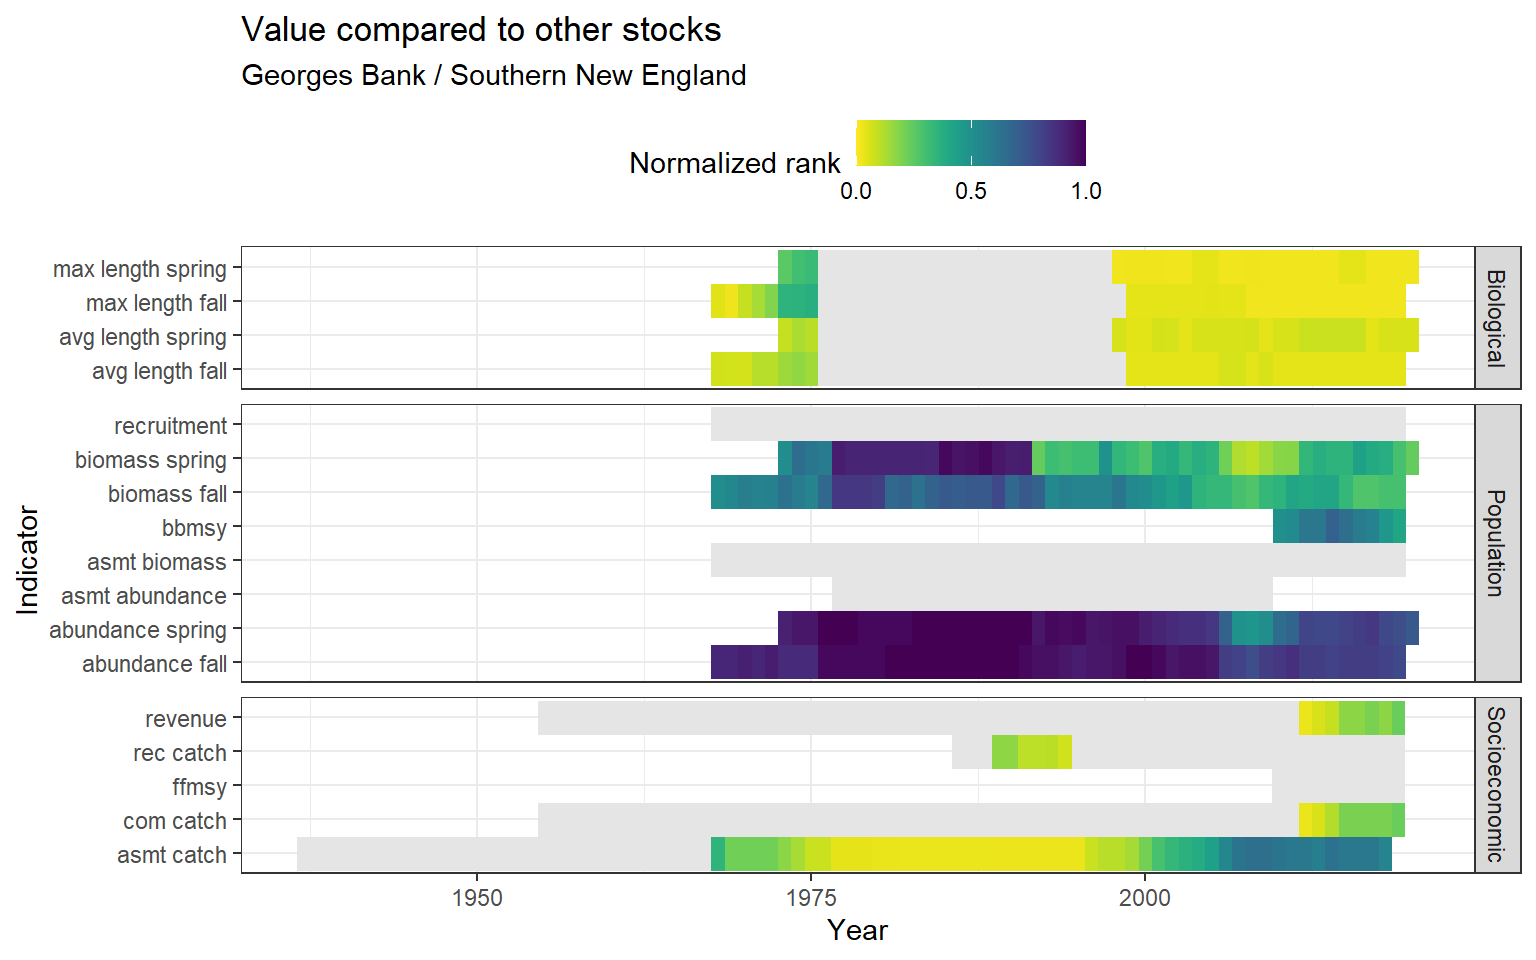 Value compared to other stocks
Georges Bank / Southern New England
Normalized rank
0.0 0.5 1.0
max length spring
max length fall
avg length spring
avg length fall
Biological
recruitment
biomass spring
biomass fall
bbmsy
asmt biomass
asmt abundance
abundance spring
abundance fall
Population
revenue
rec catch
ffmsy
com catch
asmt catch
Socioeconomic
Indicator
1950 1975 2000
Year